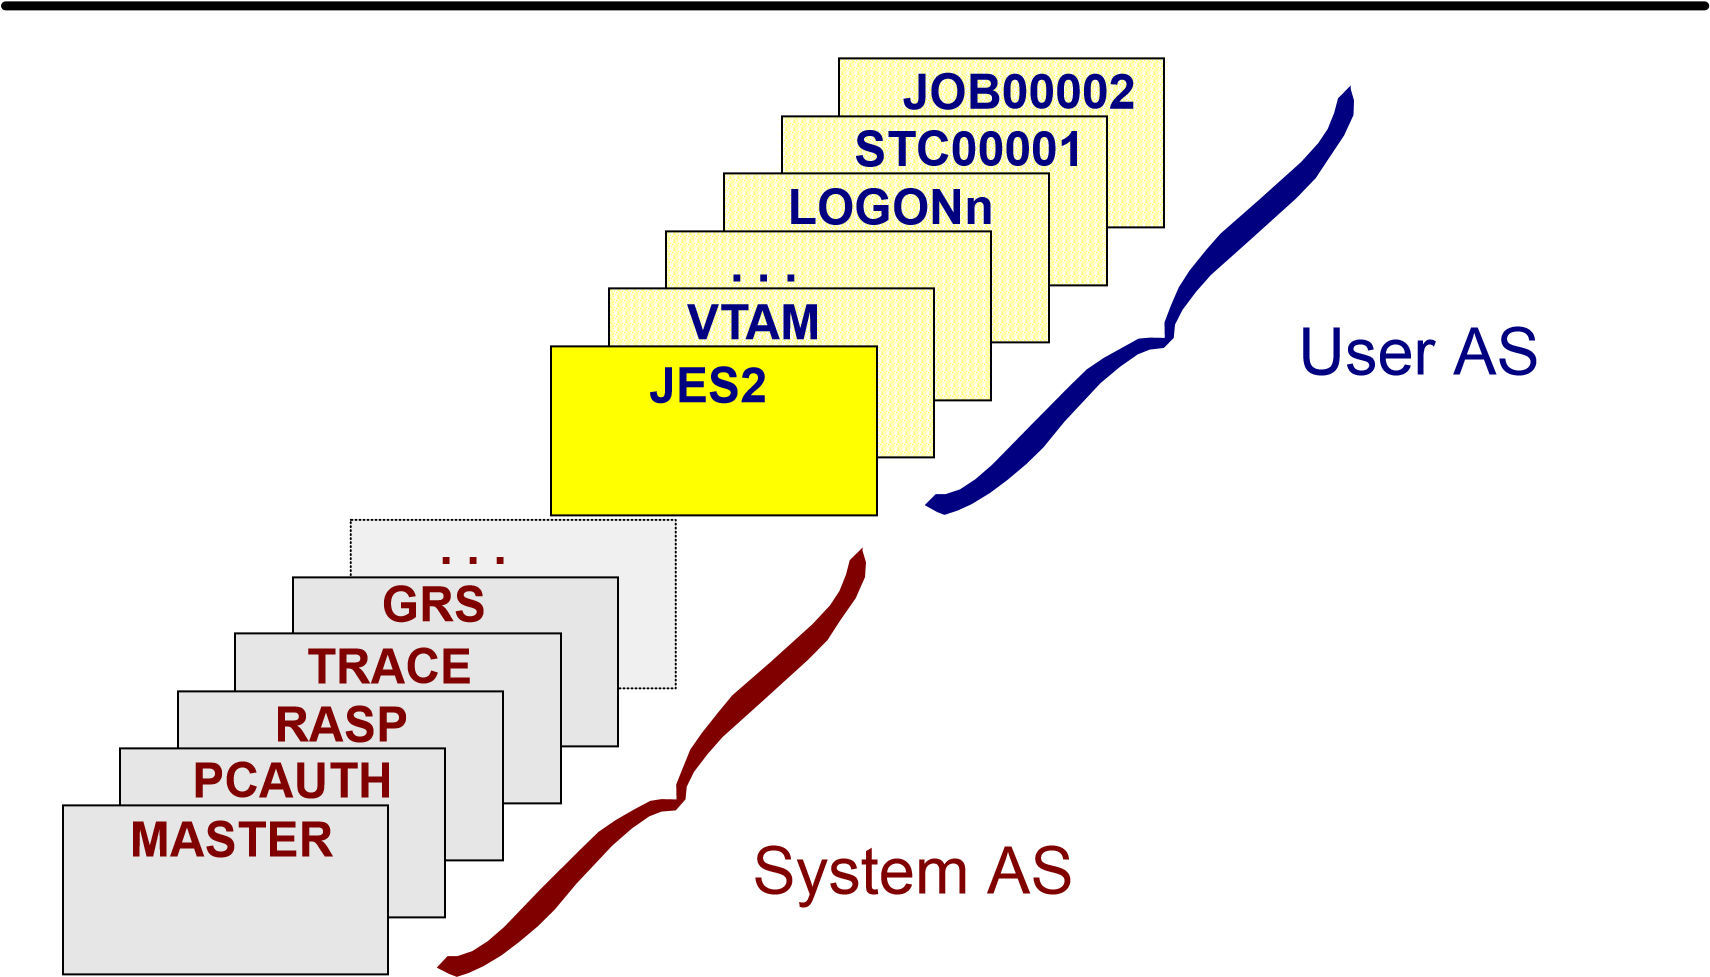 JOB00002
STC00001
LOGONn
. . .
VTAM
JES2
User AS
. . .
GRS
TRACE
RASP
PCAUTH
MASTER
System AS